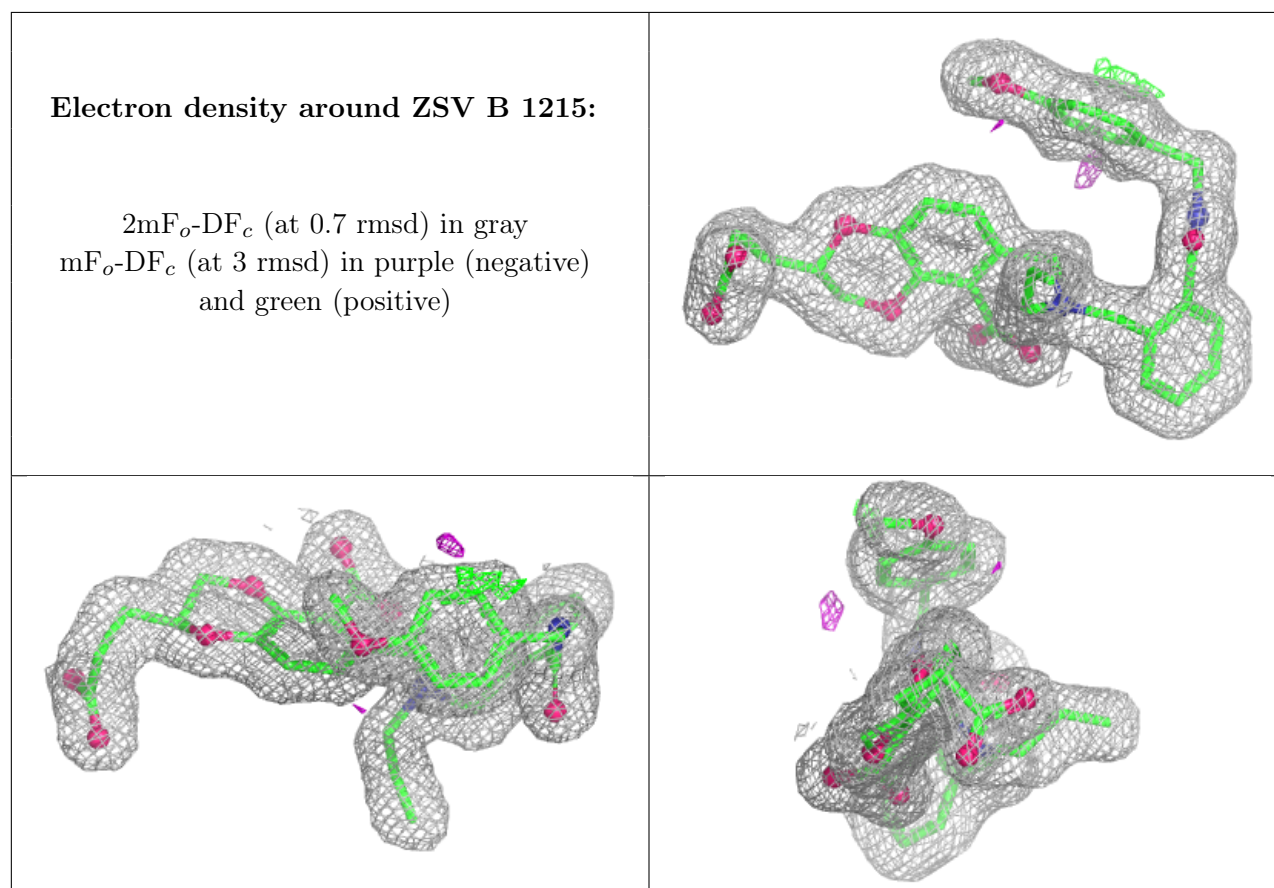 Electron density around ZSV B 1215:
2mFo-DFc (at 0.7 rmsd) in gray
mFo-DFc (at 3 rmsd) in purple (negative)
and green (positive)